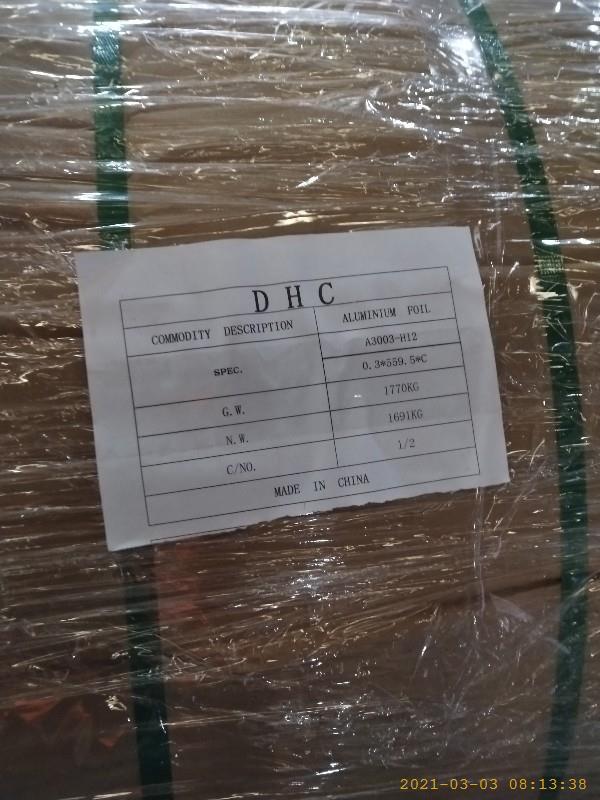 D H C
COMMODITY DESCRIPTION ALUMINIUM FOIL
SPEC. A3003-H12
0.3*559.5*C
G.W. 1770KG
N.W. 1691KG
C/NO. 1/2
MADE IN CHINA
2021-03-03 08:13:38